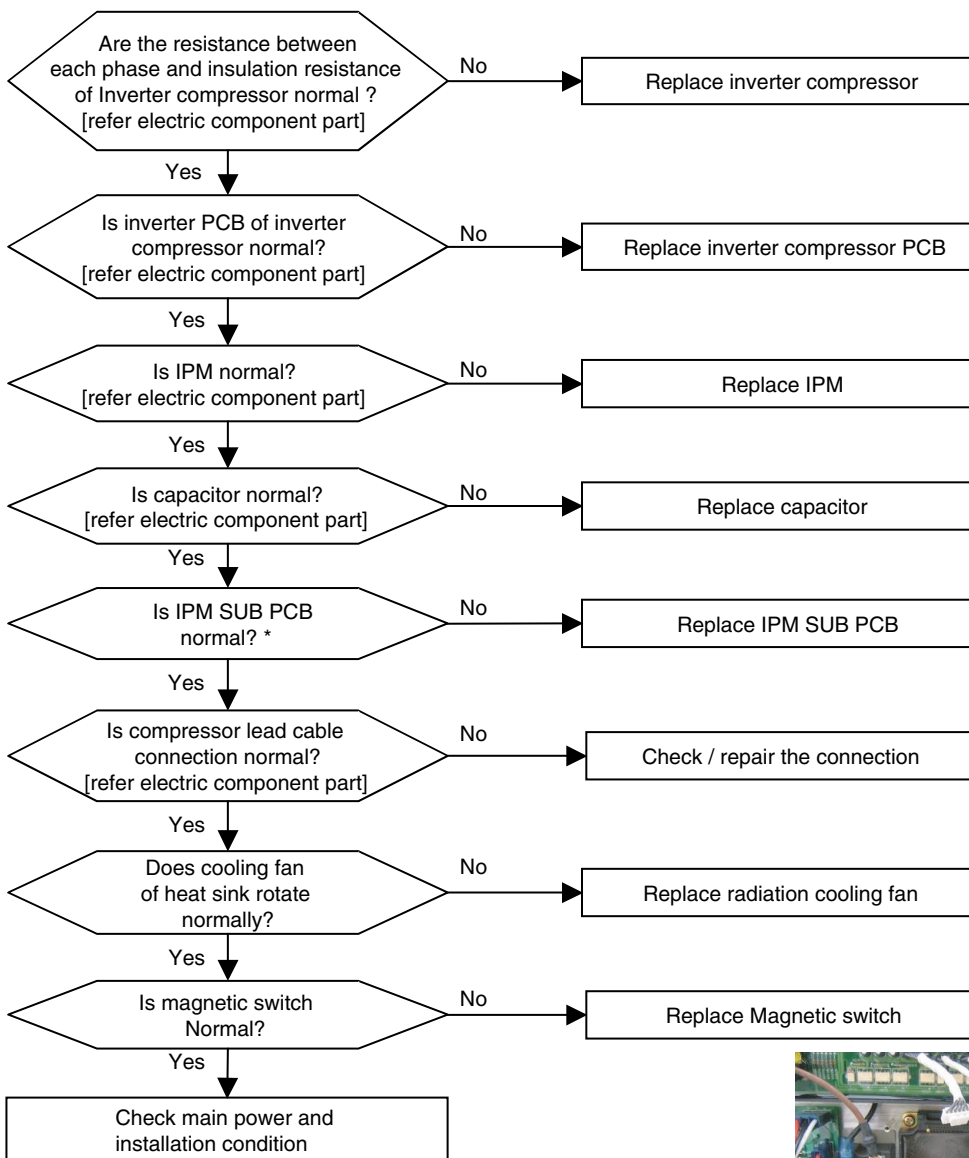 Are the resistance between
each phase and insulation resistance
of Inverter compressor normal ?
[refer electric component part]
No
Replace inverter compressor
Yes
Is inverter PCB of inverter
compressor normal?
[refer electric component part]
No
Replace inverter compressor PCB
Yes
Is IPM normal?
[refer electric component part]
No
Replace IPM
Yes
Is capacitor normal?
[refer electric component part]
No
Replace capacitor
Yes
Is IPM SUB PCB
normal? *
No
Replace IPM SUB PCB
Yes
Is compressor lead cable
connection normal?
[refer electric component part]
No
Check / repair the connection
Yes
Does cooling fan
of heat sink rotate
normally?
No
Replace radiation cooling fan
Yes
Is magnetic switch
Normal?
No
Replace Magnetic switch
Yes
Check main power and
installation condition